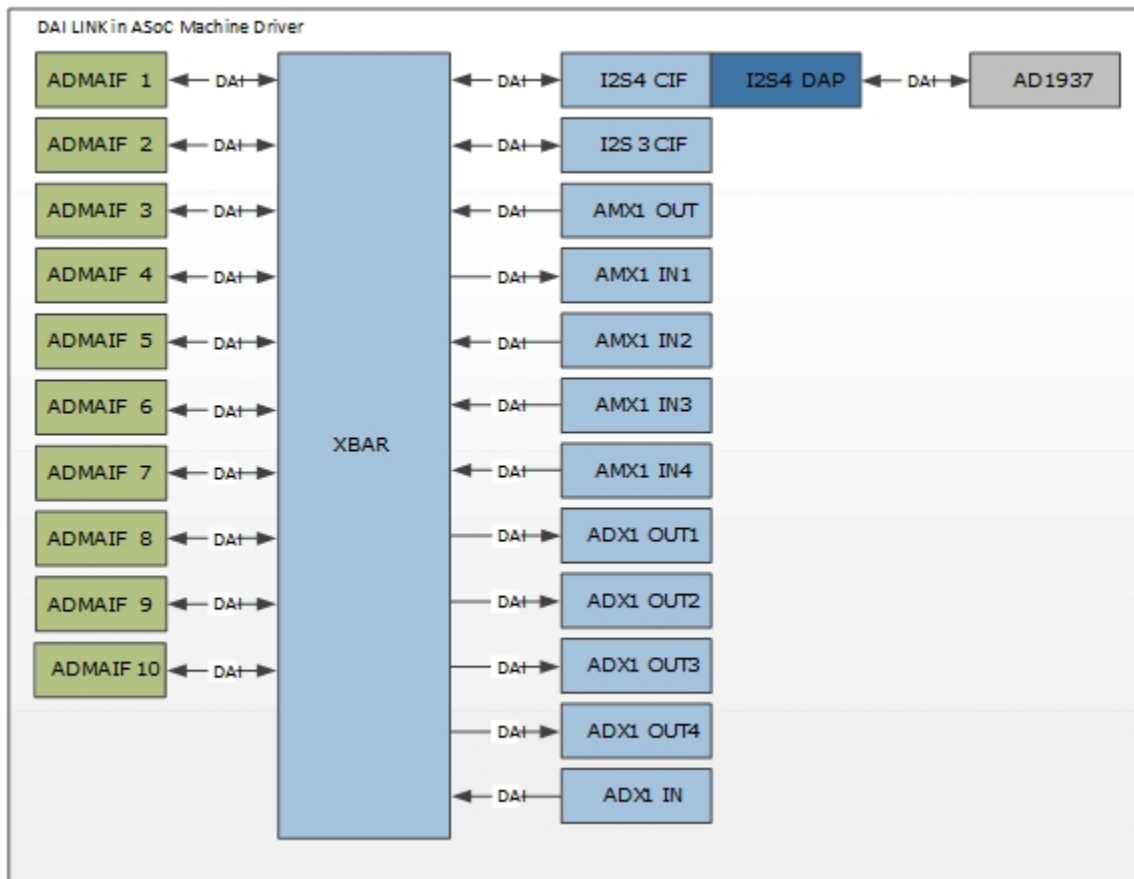 DAI LINK in ASoC Machine Driver
ADMAIF 1 DAI DAI I2S4 CIF I2S4 DAP DAI AD1937
ADMAIF 2 DAI DAI I2S 3 CIF
ADMAIF 3 DAI DAI AMX1 OUT
ADMAIF 4 DAI DAI AMX1 IN1
ADMAIF 5 DAI DAI AMX1 IN2
ADMAIF 6 DAI DAI AMX1 IN3
XBAR
ADMAIF 7 DAI DAI AMX1 IN4
ADMAIF 8 DAI DAI ADX1 OUT1
ADMAIF 9 DAI DAI ADX1 OUT2
ADMAIF 10 DAI DAI ADX1 OUT3
DAI ADX1 OUT4
DAI ADX1 IN